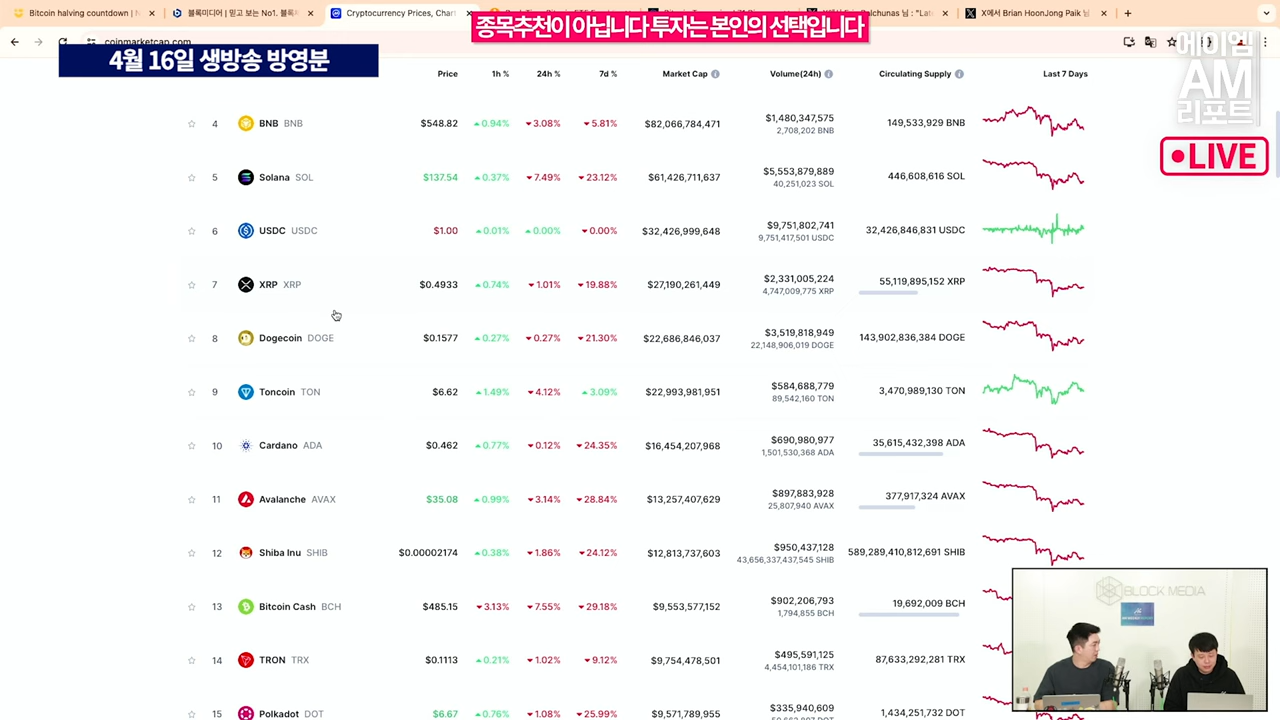 Bitcoin halving countdown | N
블록미디어 | 믿고 보는 No1. 블록
Cryptocurrency Prices, Chart
X에서 Brian HoonJong Paik 님 : "
종목추천이 아닙니다 투자는 본인의 선택입니다
coinmarketcap.com
4월 16일 생방송 방영분
에이엠
AM
리포트
LIVE
Price 1h % 24h % 7d % Market Cap Volume(24h) Circulating Supply Last 7 Days
4 BNB BNB $548.82 0.94% 3.08% 5.81% $82,066,784,471 $1,480,347,575 149,533,929 BNB
2,708,202 BNB
5 Solana SOL $137.54 0.37% 7.49% 23.12% $61,426,711,637 $5,553,879,889 446,608,616 SOL
40,251,023 SOL
6 USDC USDC $1.00 0.01% 0.00% 0.00% $32,426,999,648 $9,751,802,741 32,426,846,831 USDC
9,751,417,501 USDC
7 XRP XRP $0.4933 0.74% 1.01% 19.88% $27,190,261,449 $2,331,005,224 55,119,895,152 XRP
4,747,009,775 XRP
8 Dogecoin DOGE $0.1577 0.27% 0.27% 21.30% $22,686,846,037 $3,519,818,949 143,902,836,384 DOGE
22,148,906,019 DOGE
9 Toncoin TON $6.62 1.49% 4.12% 3.09% $22,993,981,951 $584,688,779 3,470,989,130 TON
89,542,160 TON
10 Cardano ADA $0.462 0.77% 0.12% 24.35% $16,454,207,968 $690,980,977 35,615,432,398 ADA
1,501,530,368 ADA
11 Avalanche AVAX $35.08 0.99% 3.14% 28.84% $13,257,407,629 $897,883,928 377,917,324 AVAX
25,807,940 AVAX
12 Shiba Inu SHIB $0.00002174 0.38% 1.86% 24.12% $12,813,737,603 $950,437,128 589,289,410,812,691 SHIB
43,656,337,437,545 SHIB
13 Bitcoin Cash BCH $485.15 3.13% 7.55% 29.18% $9,553,577,152 $902,206,793 19,692,009 BCH
1,794,855 BCH
14 TRON TRX $0.1113 0.21% 1.02% 9.12% $9,754,478,501 $495,591,125 87,633,292,281 TRX
4,454,101,186 TRX
15 Polkadot DOT $6.67 0.76% 1.08% 25.99% $9,571,789,955 $335,940,609 1,434,251,732 DOT
BLOCK MEDIA